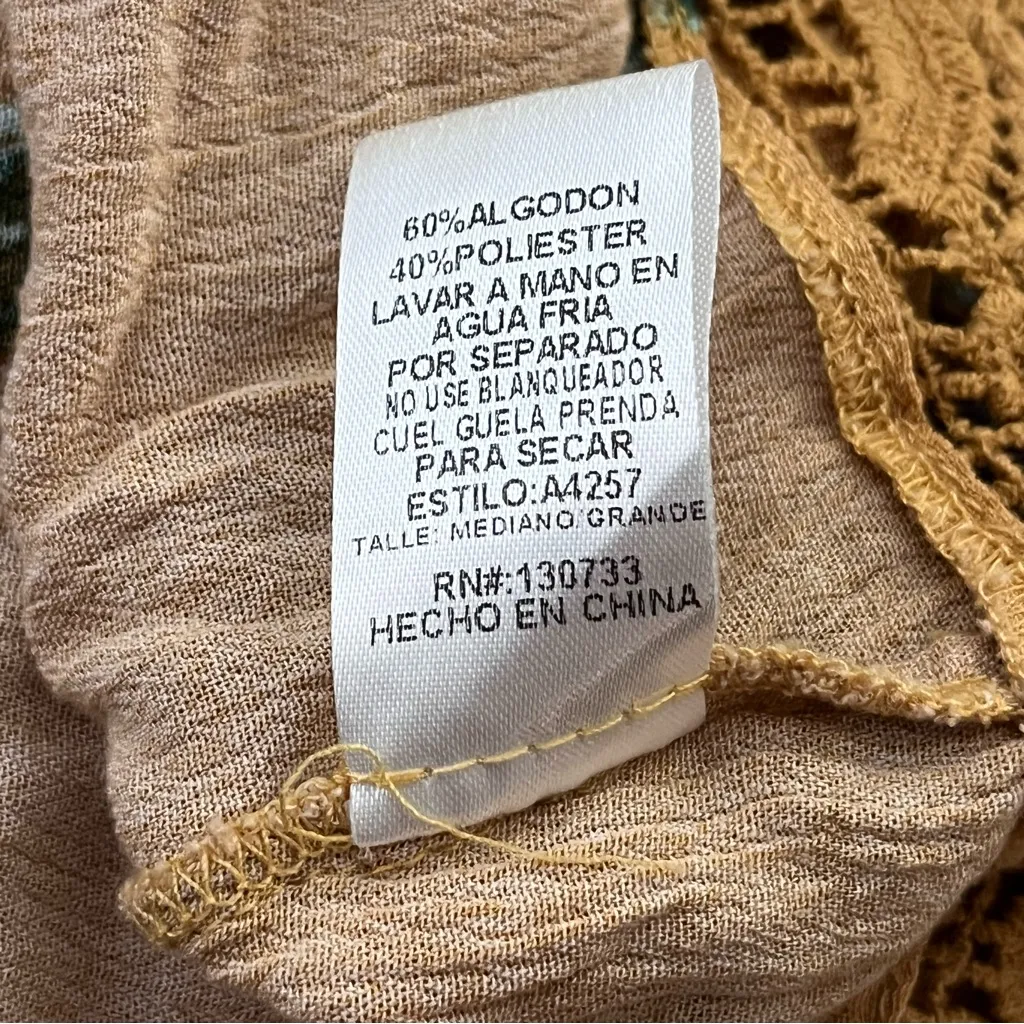 60%ALGODON
40%POLIESTER
LAVAR A MANO EN
AGUA FRIA
POR SEPARADO
NO USE BLANQUEADOR
CUEL GUELA PRENDA
PARA SECAR
ESTILO:A4257
TALLE: MEDIANO/GRANDE
RN#:130733
HECHO EN CHINA